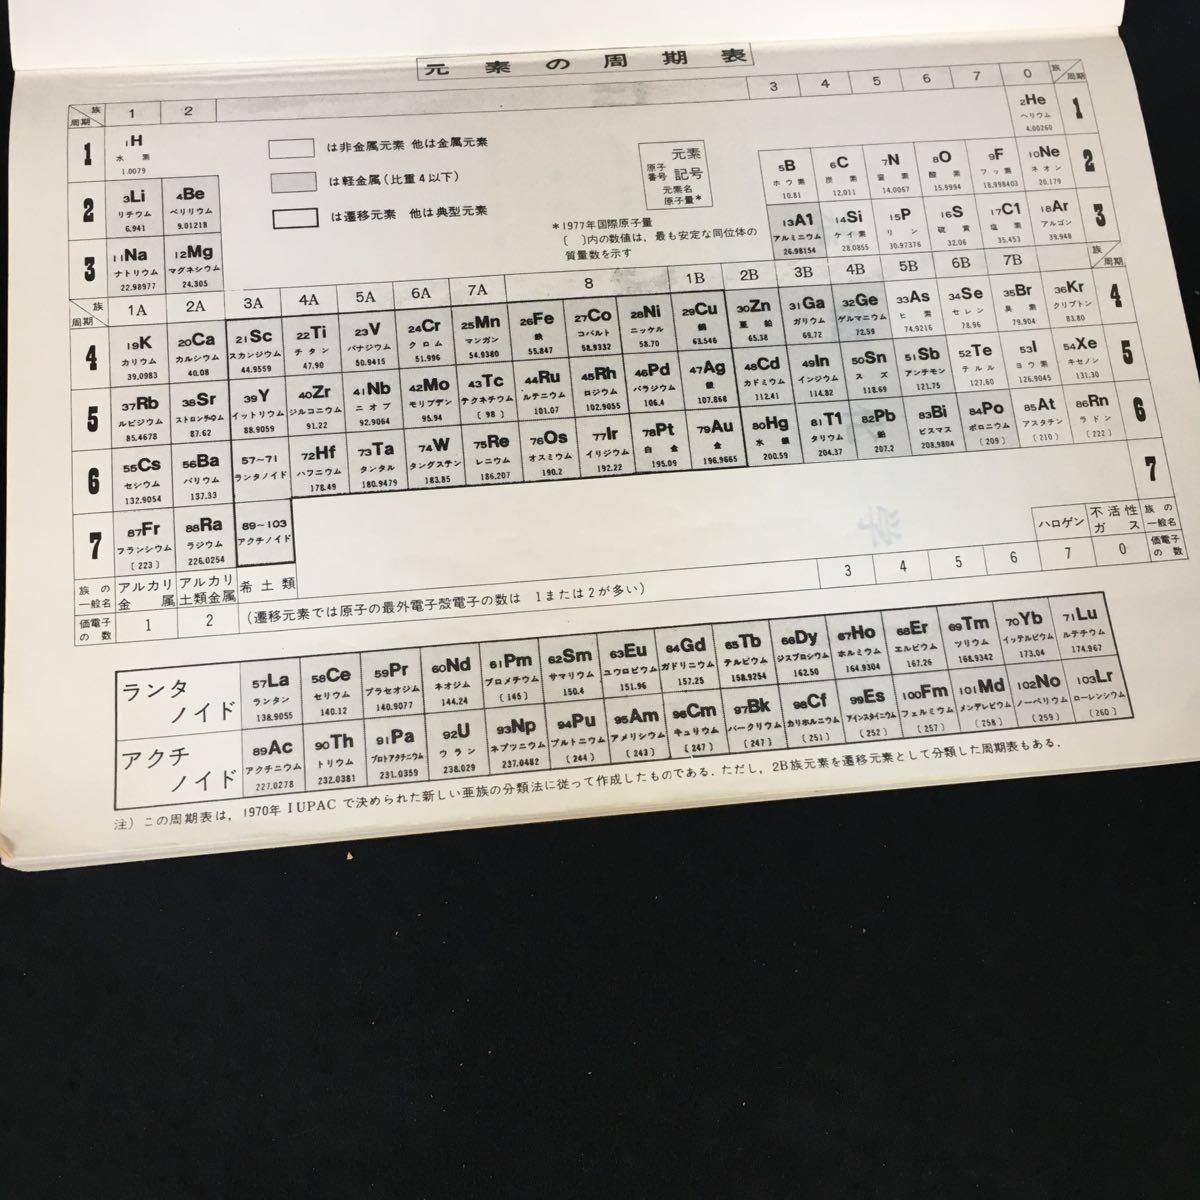 元素の周期表
族 周期 1 2 3 4 5 6 7 0 族 周期
1 1H 水素 1.0079 2He ヘリウム 4.00260 1
は非金属元素 他は金属元素
は軽金属(比重4以下)
は遷移元素 他は典型元素
元素記号
原子番号
元素名
原子量*
*1977年国際原子量
〔 〕内の数値は,最も安定な同位体の
質量数を示す
2 3Li リチウム 6.941 4Be ベリリウム 9.01218 5B ホウ素 10.81 6C 炭素 12.011 7N 窒素 14.0067 8O 酸素 15.9994 9F フッ素 18.998403 10Ne ネオン 20.179 2
3 11Na ナトリウム 22.98977 12Mg マグネシウム 24.305 13A1 アルミニウム 26.98154 14Si ケイ素 28.0855 15P リン 30.97376 16S 硫黄 32.06 17C1 塩素 35.453 18Ar アルゴン 39.948 3
族 周期 1A 2A 3A 4A 5A 6A 7A 8 1B 2B 3B 4B 5B 6B 7B 族 周期
4 19K カリウム 39.0983 20Ca カルシウム 40.08 21Sc スカンジウム 44.9559 22Ti チタン 47.90 23V バナジウム 50.9415 24Cr クロム 51.996 25Mn マンガン 54.9380 26Fe 鉄 55.847 27Co コバルト 58.9332 28Ni ニッケル 58.70 29Cu 銅 63.546 30Zn 亜鉛 65.38 31Ga ガリウム 69.72 32Ge ゲルマニウム 72.59 33As ヒ素 74.9216 34Se セレン 78.96 35Br 臭素 79.904 36Kr クリプトン 83.80 4
5 37Rb ルビジウム 85.4678 38Sr ストロンチウム 87.62 39Y イットリウム 88.9059 40Zr ジルコニウム 91.22 41Nb ニオブ 92.9064 42Mo モリブデン 95.94 43Tc テクネチウム 〔98〕 44Ru ルテニウム 101.07 45Rh ロジウム 102.9055 46Pd パラジウム 106.4 47Ag 銀 107.868 48Cd カドミウム 112.41 49In インジウム 114.82 50Sn スズ 118.69 51Sb アンチモン 121.75 52Te テルル 127.60 53I ヨウ素 126.9045 54Xe キセノン 131.30 5
6 55Cs セシウム 132.9054 56Ba バリウム 137.33 57~71 ランタノイド 72Hf ハフニウム 178.49 73Ta タンタル 180.9479 74W タングステン 183.85 75Re レニウム 186.207 76Os オスミウム 190.2 77Ir イリジウム 192.22 78Pt 白金 195.09 79Au 金 196.9665 80Hg 水銀 200.59 81T1 タリウム 204.37 82Pb 鉛 207.2 83Bi ビスマス 208.9804 84Po ポロニウム 〔209〕 85At アスタチン 〔210〕 86Rn ラドン 〔222〕 6
7 87Fr フランシウム 〔223〕 88Ra ラジウム 226.0254 89~103 アクチノイド 7
族の一般名 アルカリ金属 アルカリ土類金属 希土類 ハロゲン 不活性ガス 族の一般名
価電子の数 1 2 (遷移元素では原子の最外電子殻電子の数は 1または2が多い) 3 4 5 6 7 0 価電子の数
ランタノイド 57La ランタン 138.9055 58Ce セリウム 140.12 59Pr プラセオジム 140.9077 60Nd ネオジム 144.24 61Pm プロメチウム 〔145〕 62Sm サマリウム 150.4 63Eu ユウロピウム 151.96 64Gd ガドリニウム 157.25 65Tb テルビウム 158.9254 66Dy ジスプロシウム 162.50 67Ho ホルミウム 164.9304 68Er エルビウム 167.26 69Tm ツリウム 168.9342 70Yb イッテルビウム 173.04 71Lu ルテチウム 174.967
アクチノイド 89Ac アクチニウム 227.0278 90Th トリウム 232.0381 91Pa プロトアクチニウム 231.0359 92U ウラン 238.029 93Np ネプツニウム 237.0482 94Pu プルトニウム 〔244〕 95Am アメリシウム 〔243〕 96Cm キュリウム 〔247〕 97Bk バークリウム 〔247〕 98Cf カリホルニウム 〔251〕 99Es アインスタイニウム 〔252〕 100Fm フェルミウム 〔257〕 101Md メンデレビウム 〔258〕 102No ノーベリウム 〔259〕 103Lr ローレンシウム 〔260〕
注) この周期表は,1970年 IUPAC で決められた新しい亜族の分類法に従って作成したものである.ただし,2B族元素を遷移元素として分類した周期表もある.